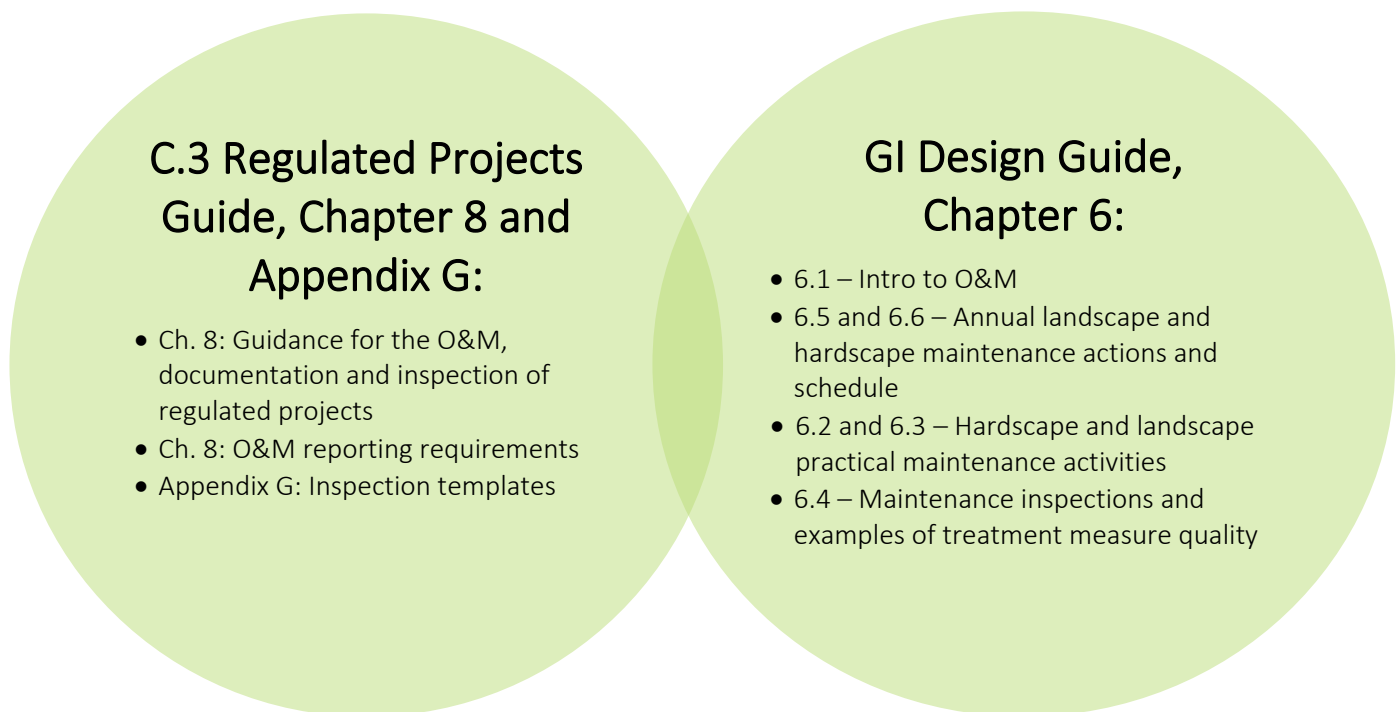 C.3 Regulated Projects
Guide, Chapter 8 and
Appendix G:
• Ch. 8: Guidance for the O&M,
documentation and inspection of
regulated projects
• Ch. 8: O&M reporting requirements
• Appendix G: Inspection templates
GI Design Guide,
Chapter 6:
• 6.1 – Intro to O&M
• 6.5 and 6.6 – Annual landscape and
hardscape maintenance actions and
schedule
• 6.2 and 6.3 – Hardscape and landscape
practical maintenance activities
• 6.4 – Maintenance inspections and
examples of treatment measure quality